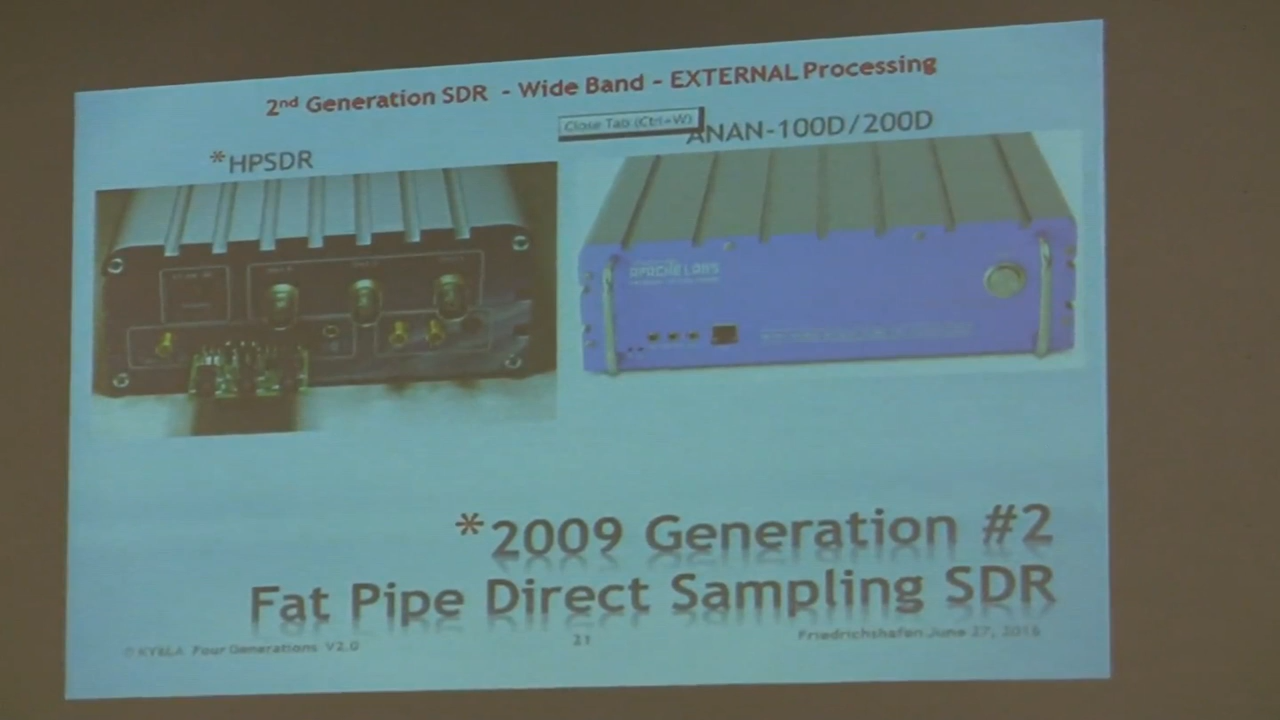 2nd Generation SDR - Wide Band - EXTERNAL Processing
Close Tab (Ctrl+W)
ANAN-100D/200D
*HPSDR
APACHE LABS
*2009 Generation #2
Fat Pipe Direct Sampling SDR
© KY6LA Four Generations V2.0
21
Friedrichshafen June 27, 2016